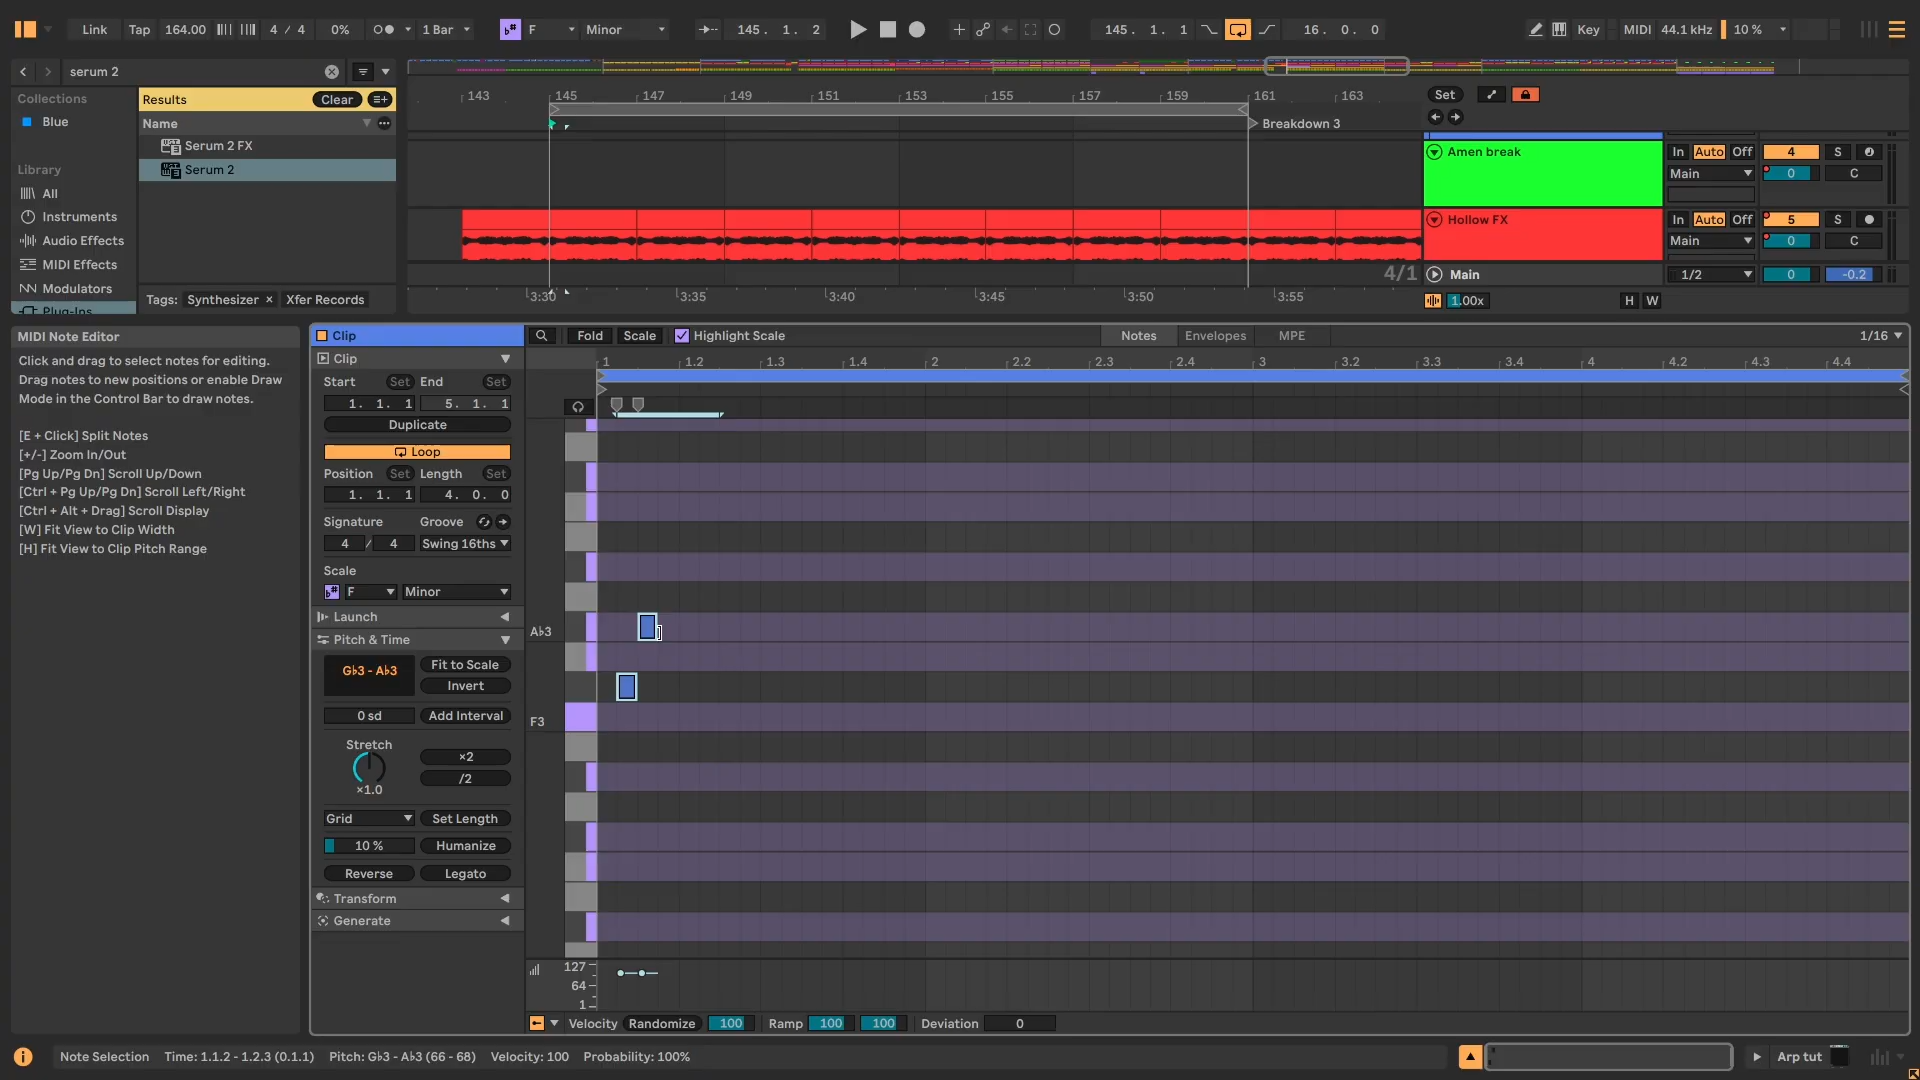 Link Tap 164.00 4 / 4 0% 1 Bar F Minor 145. 1. 2 145. 1. 1 16. 0. 0 Key MIDI 44.1 kHz 10 %
serum 2
Collections
Blue
Library
All
Instruments
Audio Effects
MIDI Effects
Modulators
Plug-Ins
Results Clear
Name
Serum 2 FX
Serum 2
Tags: Synthesizer × Xfer Records
143 145 147 149 151 153 155 157 159 161 163
Breakdown 3
4/1
3:30 3:35 3:40 3:45 3:50 3:55
Set
Amen break In Auto Off 4 S
Main 0 C
Hollow FX In Auto Off 5 S
Main 0 C
Main 1/2 0 -0.2
1.00x H W
MIDI Note Editor
Click and drag to select notes for editing.
Drag notes to new positions or enable Draw
Mode in the Control Bar to draw notes.
[E + Click] Split Notes
[+/-] Zoom In/Out
[Pg Up/Pg Dn] Scroll Up/Down
[Ctrl + Pg Up/Pg Dn] Scroll Left/Right
[Ctrl + Alt + Drag] Scroll Display
[W] Fit View to Clip Width
[H] Fit View to Clip Pitch Range
Clip
Clip
Start Set End Set
1. 1. 1 5. 1. 1
Duplicate
Loop
Position Set Length Set
1. 1. 1 4. 0. 0
Signature Groove
4 / 4 Swing 16ths
Scale
F Minor
Launch
Pitch & Time
G♭3 - A♭3 Fit to Scale
Invert
0 sd Add Interval
Stretch
×2
/2
×1.0
Grid Set Length
10 % Humanize
Reverse Legato
Transform
Generate
Fold Scale Highlight Scale Notes Envelopes MPE 1/16
1 1.2 1.3 1.4 2 2.2 2.3 2.4 3 3.2 3.3 3.4 4 4.2 4.3 4.4
A♭3
F3
127
64
1
Velocity Randomize 100 Ramp 100 100 Deviation 0
Note Selection Time: 1.1.2 - 1.2.3 (0.1.1) Pitch: G♭3 - A♭3 (66 - 68) Velocity: 100 Probability: 100% Arp tut